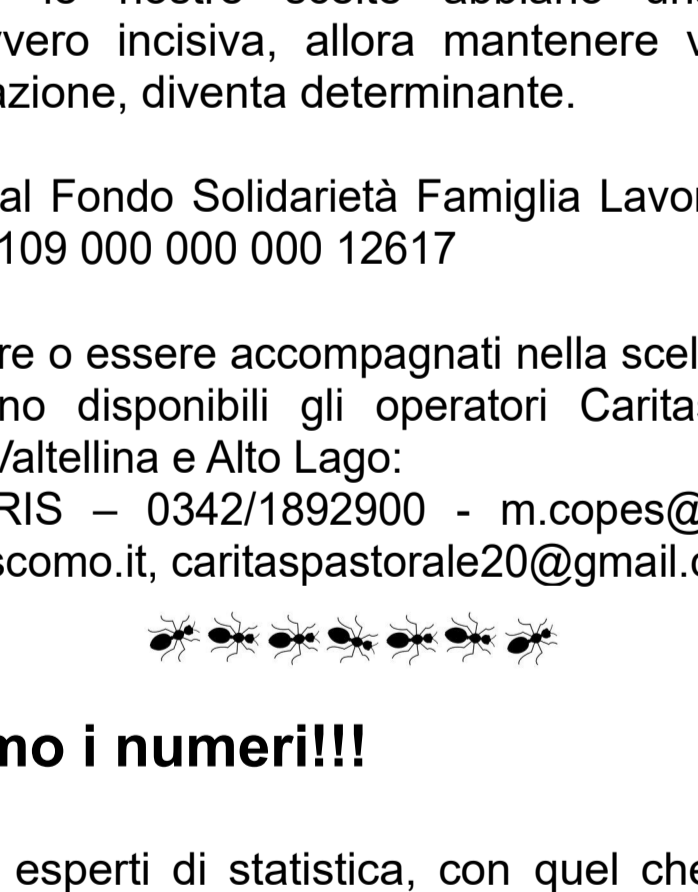 vero incisiva, allora mantenere
azione, diventa determinante.
al Fondo Solidarietà Famiglia Lavor
109 000 000 000 12617
re o essere accompagnati nella scel
no disponibili gli operatori Caritas
Valtellina e Alto Lago:
RIS – 0342/1892900 - m.copes@
scomo.it, caritaspastorale20@gmail.c
mo i numeri!!!
esperti di statistica, con quel che